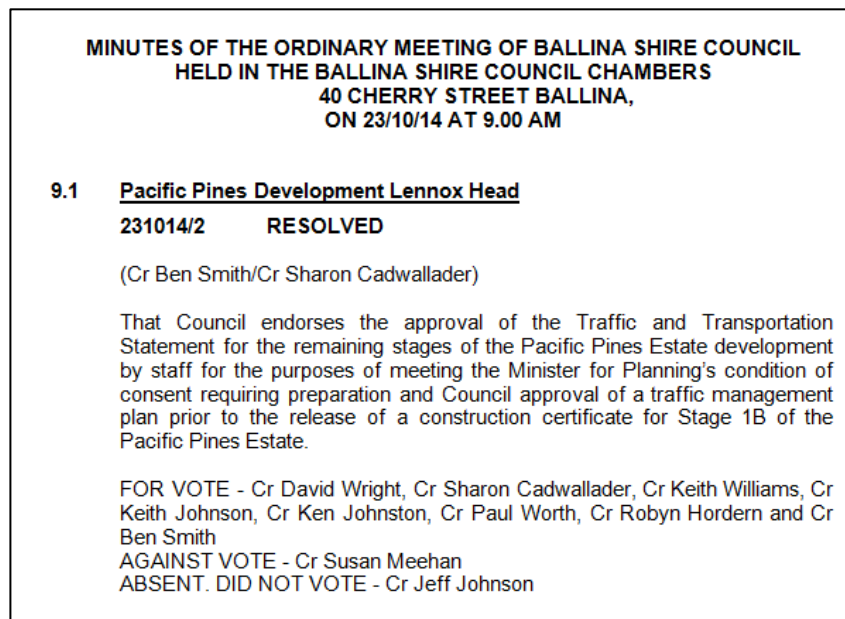 MINUTES OF THE ORDINARY MEETING OF BALLINA SHIRE COUNCIL
HELD IN THE BALLINA SHIRE COUNCIL CHAMBERS
40 CHERRY STREET BALLINA,
ON 23/10/14 AT 9.00 AM
9.1 Pacific Pines Development Lennox Head
231014/2 RESOLVED
(Cr Ben Smith/Cr Sharon Cadwallader)
That Council endorses the approval of the Traffic and Transportation
Statement for the remaining stages of the Pacific Pines Estate development
by staff for the purposes of meeting the Minister for Planning's condition of
consent requiring preparation and Council approval of a traffic management
plan prior to the release of a construction certificate for Stage 1B of the
Pacific Pines Estate.
FOR VOTE - Cr David Wright, Cr Sharon Cadwallader, Cr Keith Williams, Cr
Keith Johnson, Cr Ken Johnston, Cr Paul Worth, Cr Robyn Hordern and Cr
Ben Smith
AGAINST VOTE - Cr Susan Meehan
ABSENT. DID NOT VOTE - Cr Jeff Johnson